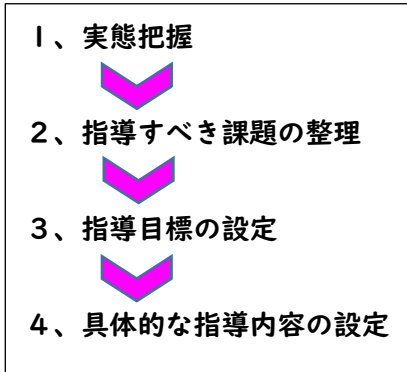 １、実態把握
２、指導すべき課題の整理
３、指導目標の設定
４、具体的な指導内容の設定